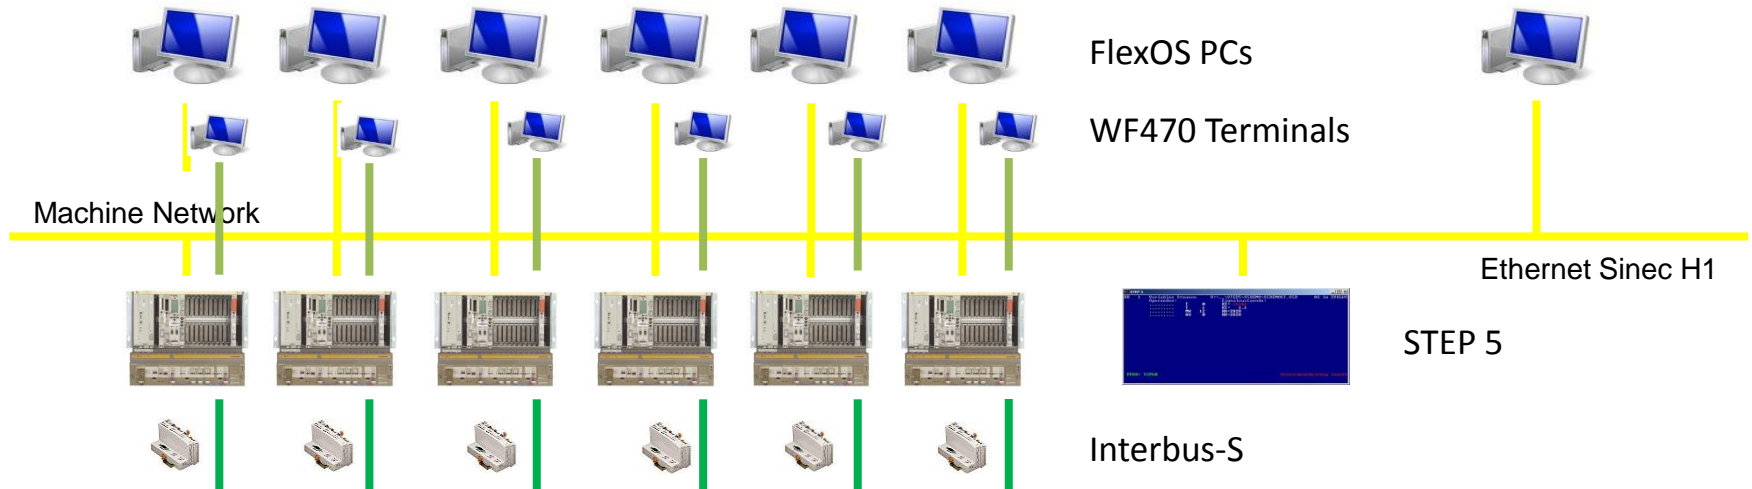 FlexOS PCs
WF470 Terminals
Machine Network
Ethernet Sinec H1
STEP 5
Interbus-S